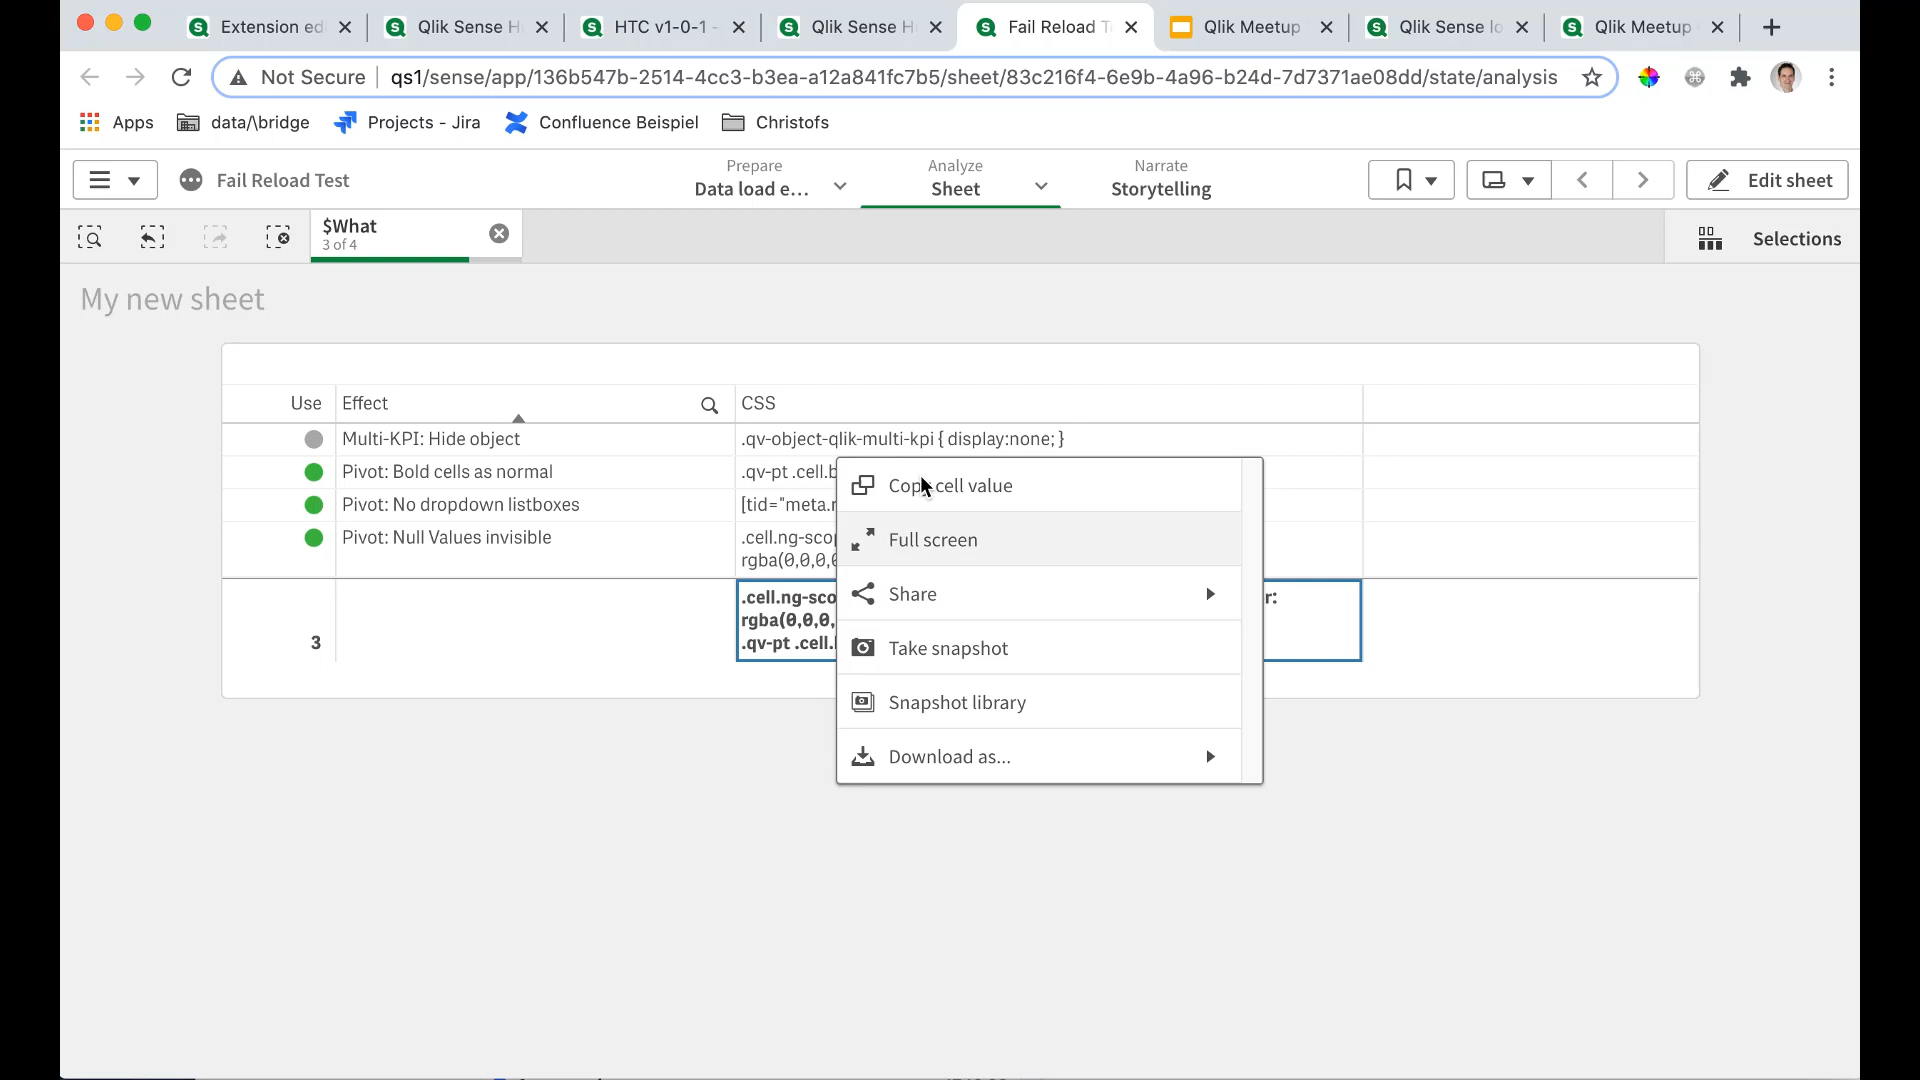 Extension ed
Qlik Sense H
HTC v1-0-1 -
Qlik Sense H
Fail Reload T
Qlik Meetup
Qlik Sense lo
Qlik Meetup
Not Secure
qs1/sense/app/136b547b-2514-4cc3-b3ea-a12a841fc7b5/sheet/83c216f4-6e9b-4a96-b24d-7d7371ae08dd/state/analysis
Apps
data/\bridge
Projects - Jira
Confluence Beispiel
Christofs
Fail Reload Test
Prepare
Data load e...
Analyze
Sheet
Narrate
Storytelling
Edit sheet
$What
3 of 4
Selections
My new sheet
Use
Effect
CSS
Multi-KPI: Hide object
.qv-object-qlik-multi-kpi { display:none; }
Pivot: Bold cells as normal
.qv-pt .cell.b
Pivot: No dropdown listboxes
[tid="meta.r
Pivot: Null Values invisible
.cell.ng-scop
rgba(0,0,0,0
3
.cell.ng-sco
r:
rgba(0,0,0,
.qv-pt .cell.
Copy cell value
Full screen
Share
Take snapshot
Snapshot library
Download as...